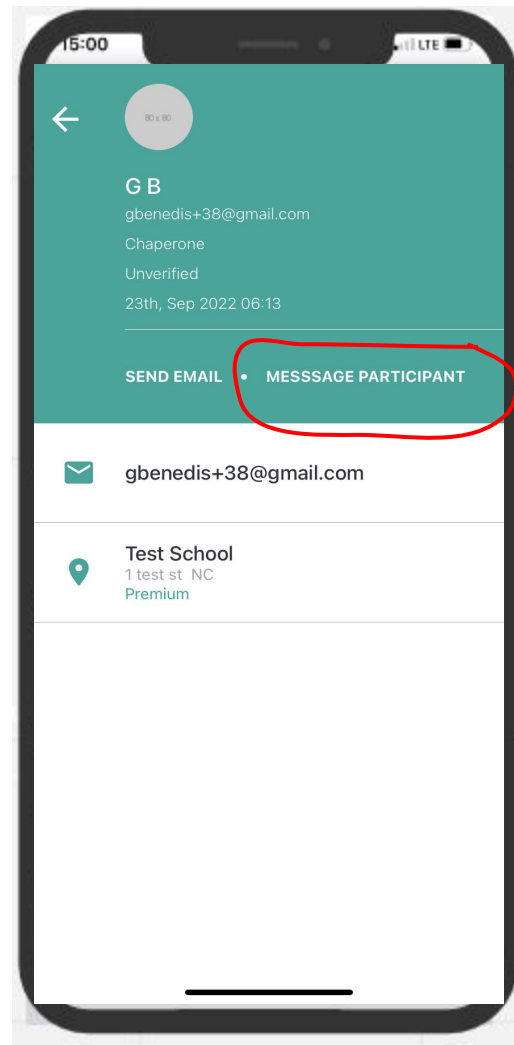 15:00 LTE
80 x 80
G B
gbenedis+38@gmail.com
Chaperone
Unverified
23th, Sep 2022 06:13
SEND EMAIL • MESSSAGE PARTICIPANT
gbenedis+38@gmail.com
Test School
1 test st NC
Premium